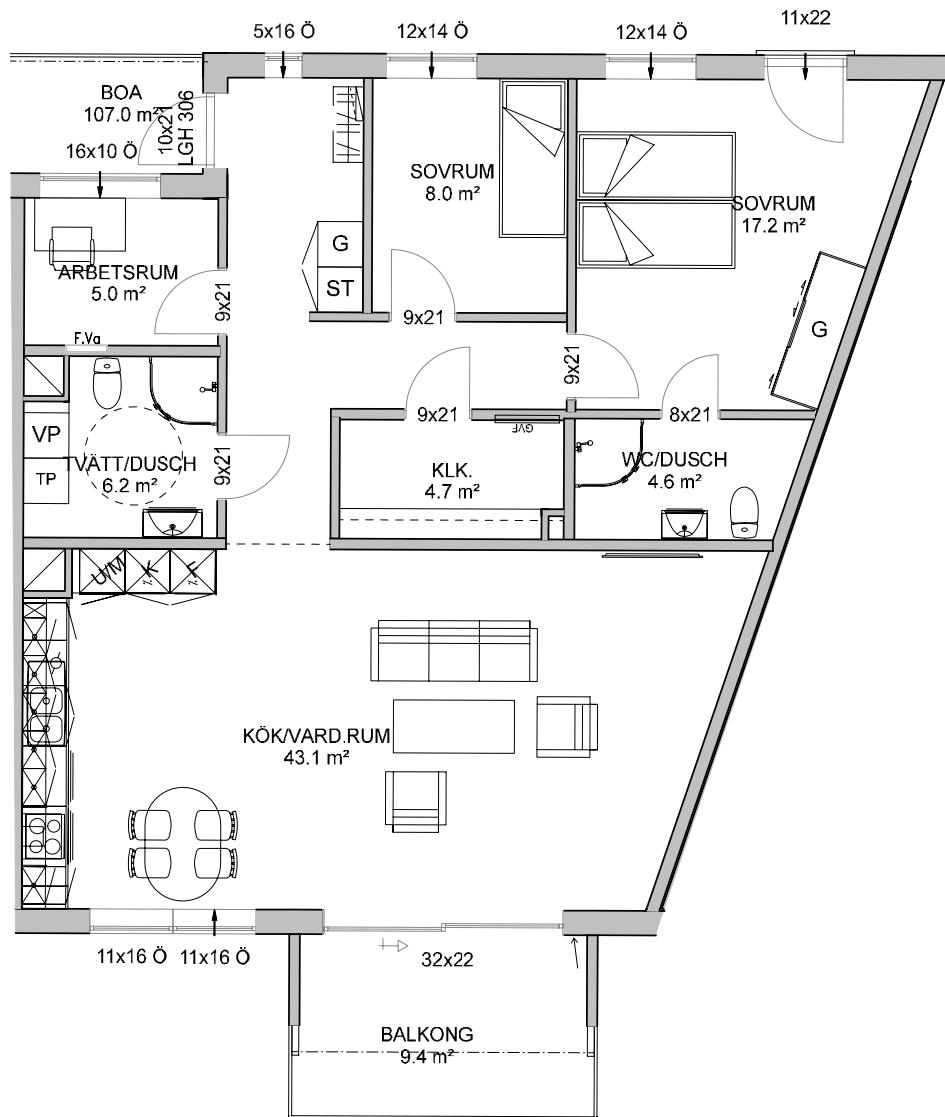 5x16 Ö
12x14 Ö
12x14 Ö
11x22
BOA
107.0 m²
10x21
LGH 306
16x10 Ö
SOVRUM
8.0 m²
SOVRUM
17.2 m²
G
ST
ARBETSRUM
5.0 m²
9x21
9x21
G
F.Va
9x21
9x21
8x21
GVF
VP
TP
TVÄTT/DUSCH
6.2 m²
9x21
KLK.
4.7 m²
WC/DUSCH
4.6 m²
U/M
K
F
KÖK/VARD.RUM
43.1 m²
11x16 Ö
11x16 Ö
32x22
BALKONG
9.4 m²